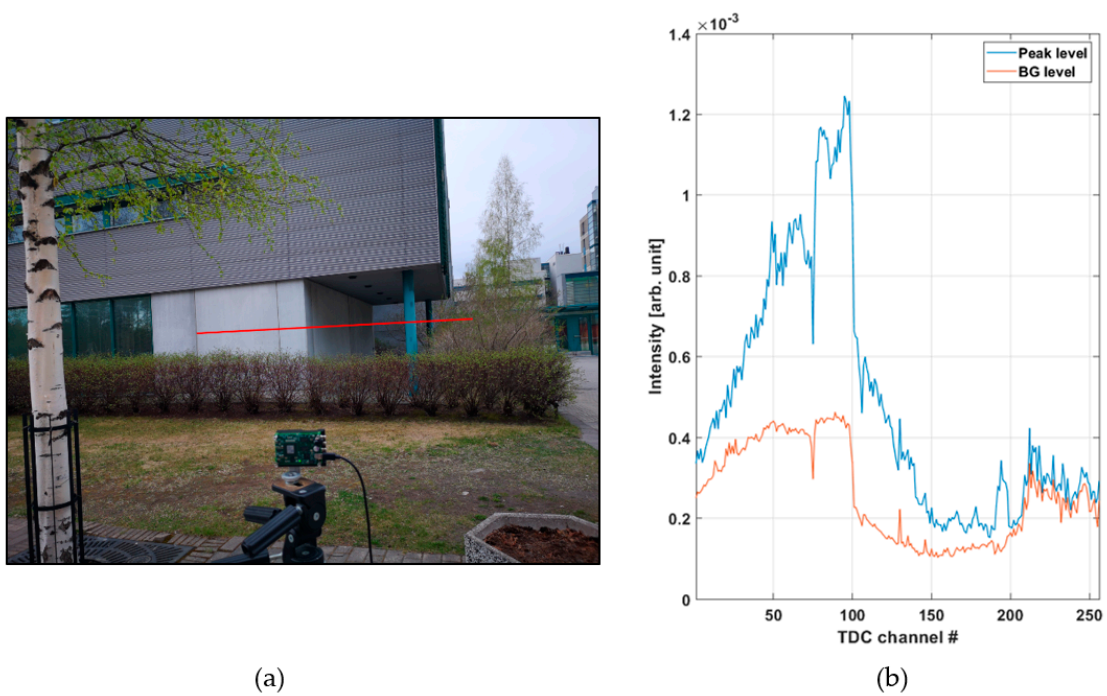 ×10⁻³
1.4
1.2
1
0.8
0.6
0.4
0.2
0
Intensity [arb. unit]
Peak level
BG level
50
100
150
200
250
TDC channel #
(a)
(b)